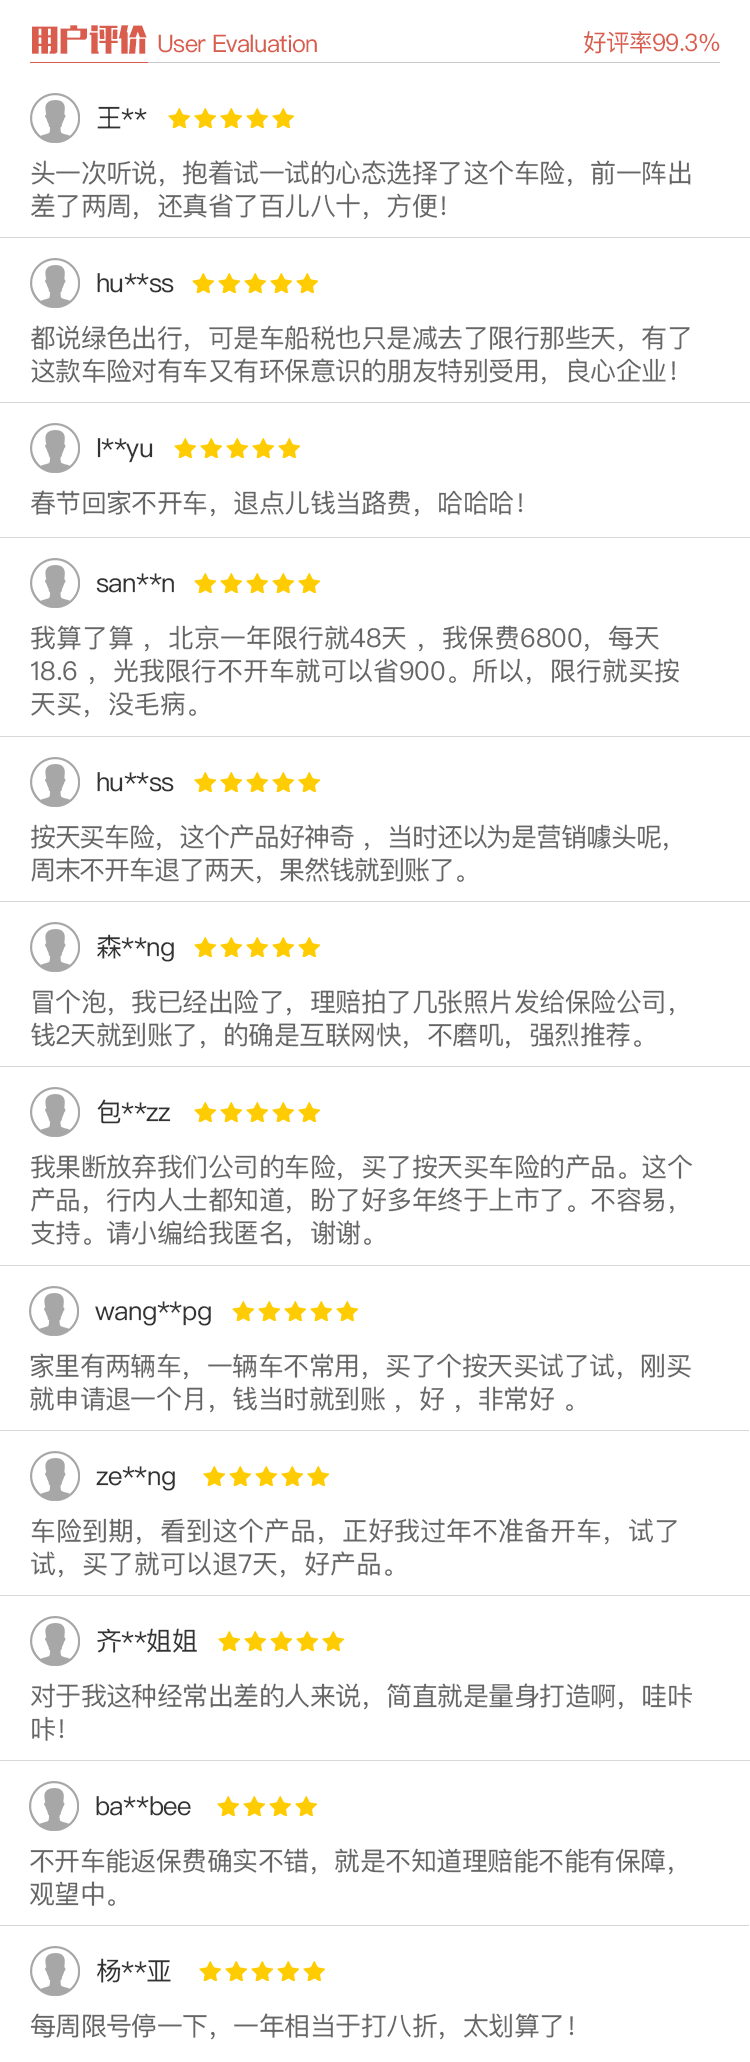 用户评价 User Evaluation 好评率99.3%
王**
头一次听说，抱着试一试的心态选择了这个车险，前一阵出
差了两周，还真省了百儿八十，方便！
hu**ss
都说绿色出行，可是车船税也只是减去了限行那些天，有了
这款车险对有车又有环保意识的朋友特别受用，良心企业！
l**yu
春节回家不开车，退点儿钱当路费，哈哈哈！
san**n
我算了算 ，北京一年限行就48天 ，我保费6800，每天
18.6 ，光我限行不开车就可以省900。所以，限行就买按
天买，没毛病。
hu**ss
按天买车险，这个产品好神奇 ，当时还以为是营销噱头呢，
周末不开车退了两天，果然钱就到账了。
森**ng
冒个泡，我已经出险了，理赔拍了几张照片发给保险公司，
钱2天就到账了，的确是互联网快，不磨叽，强烈推荐。
包**zz
我果断放弃我们公司的车险，买了按天买车险的产品。这个
产品，行内人士都知道，盼了好多年终于上市了。不容易，
支持。请小编给我匿名，谢谢。
wang**pg
家里有两辆车，一辆车不常用，买了个按天买试了试，刚买
就申请退一个月，钱当时就到账 ，好 ，非常好 。
ze**ng
车险到期，看到这个产品，正好我过年不准备开车，试了
试，买了就可以退7天，好产品。
齐**姐姐
对于我这种经常出差的人来说，简直就是量身打造啊，哇咔
咔！
ba**bee
不开车能返保费确实不错，就是不知道理赔能不能有保障，
观望中。
杨**亚
每周限号停一下，一年相当于打八折，太划算了！